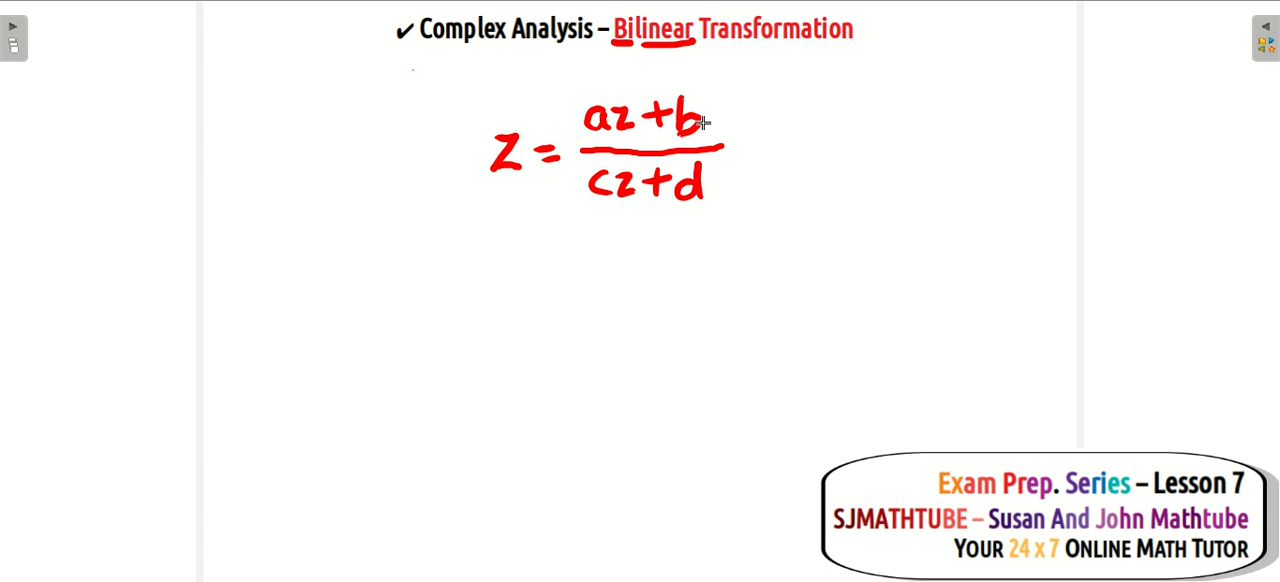 ✔ Complex Analysis – Bilinear Transformation
z = az + b
cz + d
Exam Prep. Series – Lesson 7
SJMATHTUBE – Susan And John Mathtube
YOUR 24 x 7 ONLINE MATH TUTOR